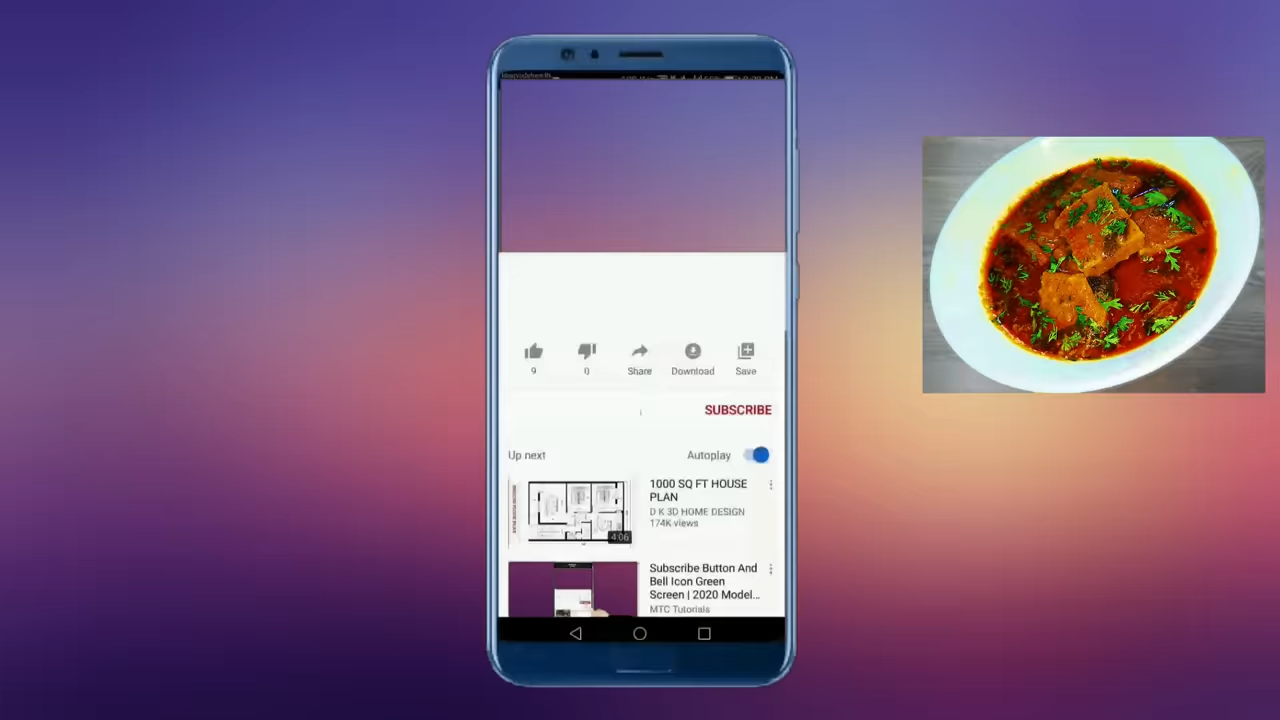 9
0
Share
Download
Save
SUBSCRIBE
Up next
Autoplay
1000 SQ FT HOUSE
PLAN
D K 3D HOME DESIGN
174K views
4:06
Subscribe Button And
Bell Icon Green
Screen | 2020 Model...
MTC Tutorials